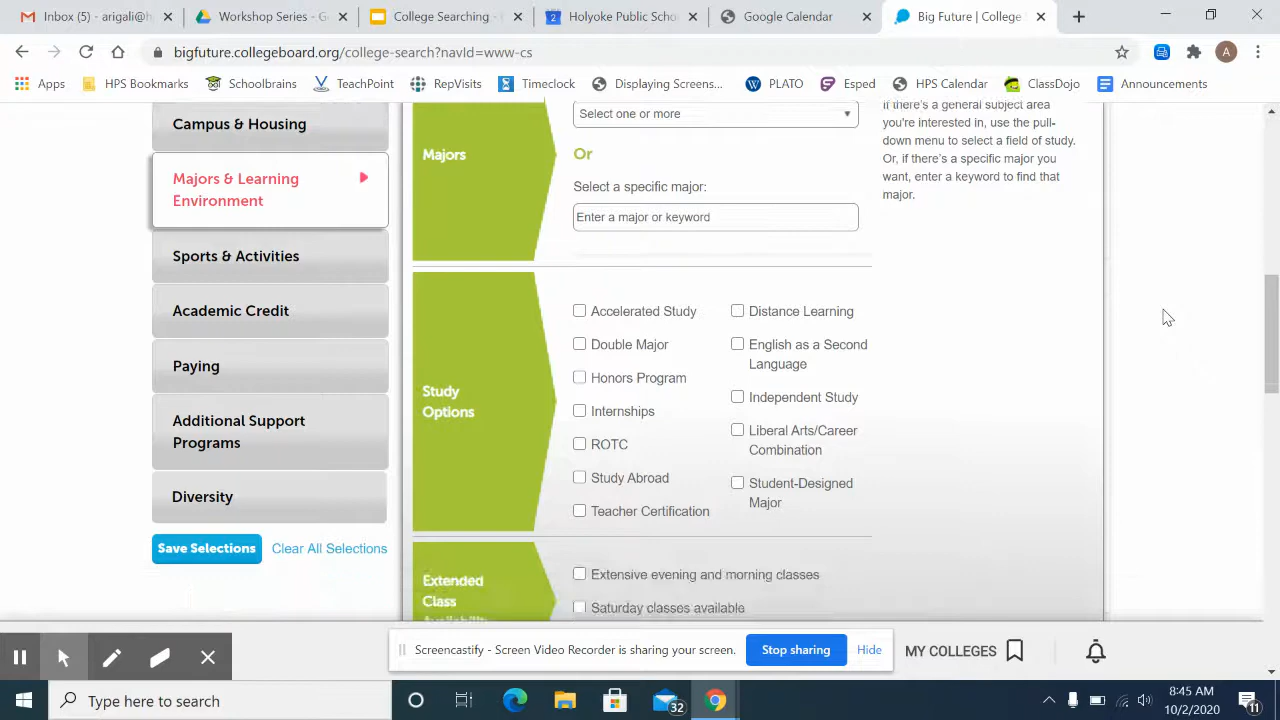 Inbox (5) - arigali@h
Workshop Series - G
College Searching -
Holyoke Public Scho
Google Calendar
Big Future | College
bigfuture.collegeboard.org/college-search?navId=www-cs
A
Apps
HPS Bookmarks
Schoolbrains
TeachPoint
RepVisits
Timeclock
Displaying Screens...
PLATO
Esped
HPS Calendar
ClassDojo
Announcements
Campus & Housing
Majors & Learning
Environment
Sports & Activities
Academic Credit
Paying
Additional Support
Programs
Diversity
Save Selections
Clear All Selections
Majors
Select one or more
Or
Select a specific major:
Enter a major or keyword
If there's a general subject area
you're interested in, use the pull-
down menu to select a field of study.
Or, if there's a specific major you
want, enter a keyword to find that
major.
Study
Options
Accelerated Study
Double Major
Honors Program
Internships
ROTC
Study Abroad
Teacher Certification
Distance Learning
English as a Second
Language
Independent Study
Liberal Arts/Career
Combination
Student-Designed
Major
Extended
Class
Availability
Extensive evening and morning classes
Saturday classes available
Screencastify - Screen Video Recorder is sharing your screen.
Stop sharing
Hide
MY COLLEGES
Type here to search
32
8:45 AM
10/2/2020
11